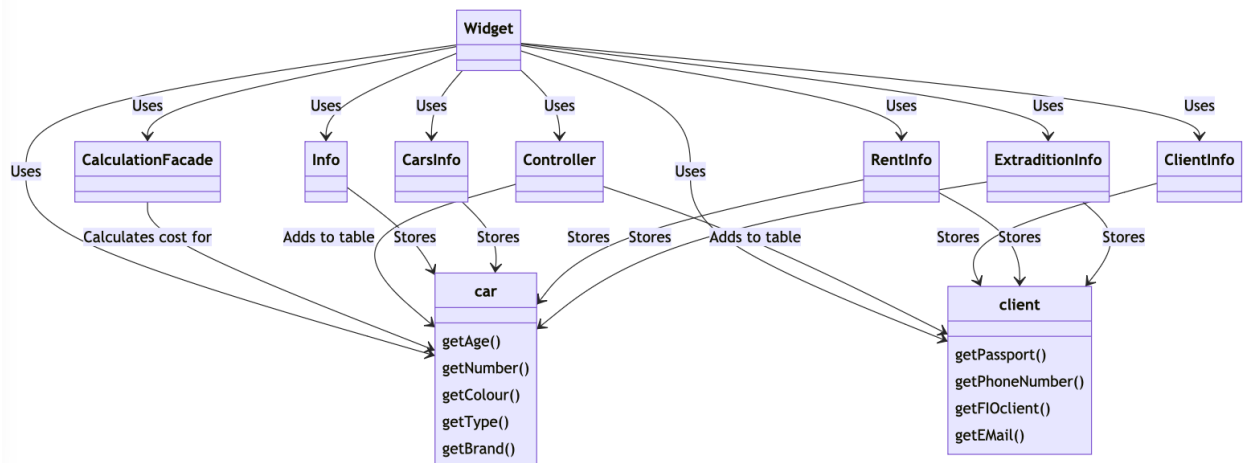 Widget
Uses Uses Uses Uses Uses Uses Uses
CalculationFacade Info CarsInfo Controller RentInfo ExtraditionInfo ClientInfo
Uses Uses
Calculates cost for Adds to table Stores Stores Stores Stores Adds to table Stores Stores Stores
car
client
getAge()
getPassport()
getNumber()
getPhoneNumber()
getColour()
getFIOclient()
getType()
getEMail()
getBrand()